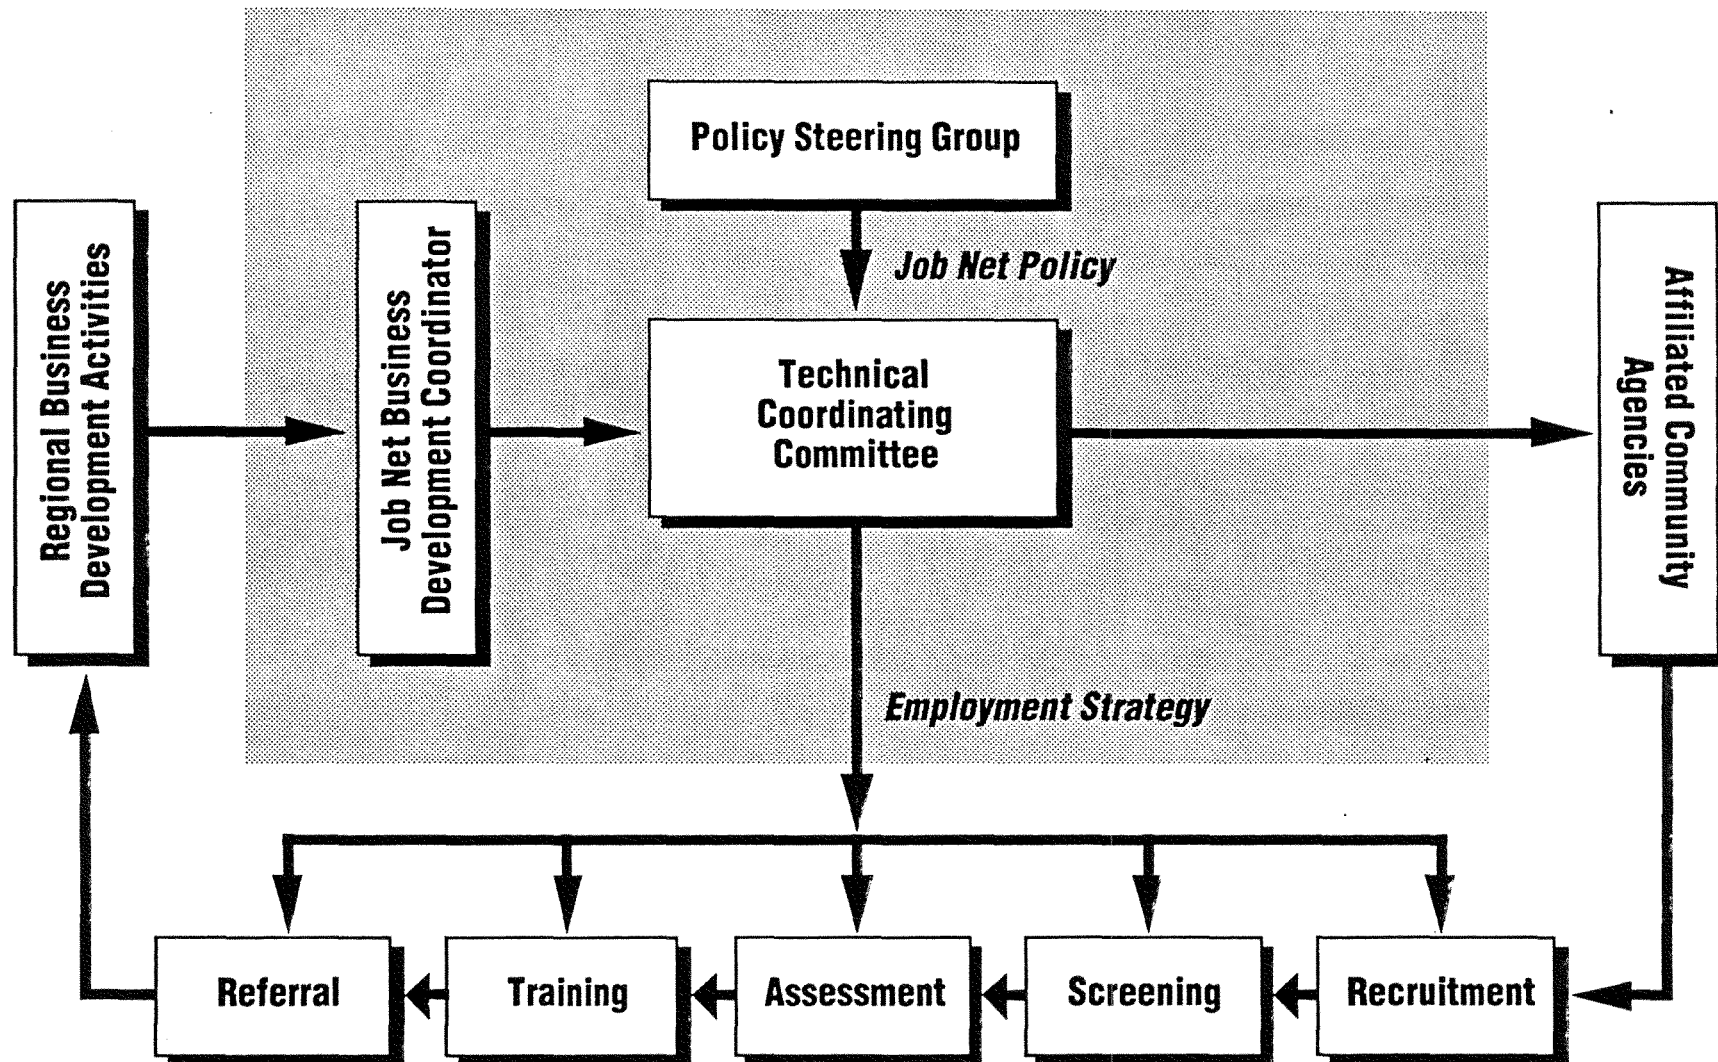 Policy Steering Group
Job Net Policy
Regional Business
Development Activities
Job Net Business
Development Coordinator
Technical
Coordinating
Committee
Affiliated Community
Agencies
Employment Strategy
Referral
Training
Assessment
Screening
Recruitment